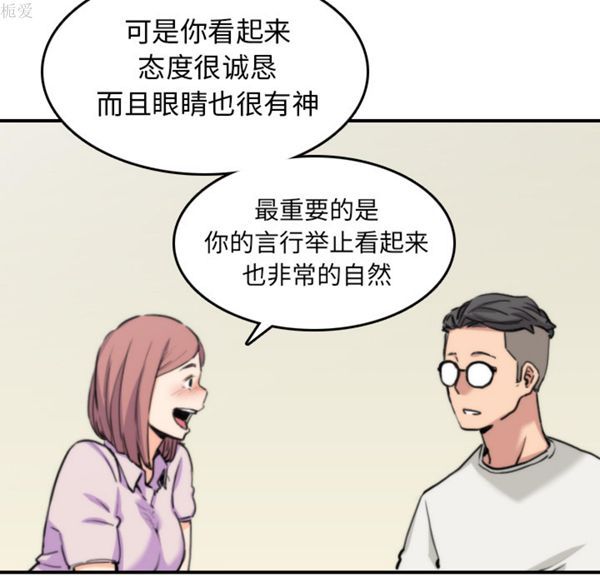 栀爱
可是你看起来
态度很诚恳
而且眼睛也很有神
最重要的是
你的言行举止看起来
也非常的自然